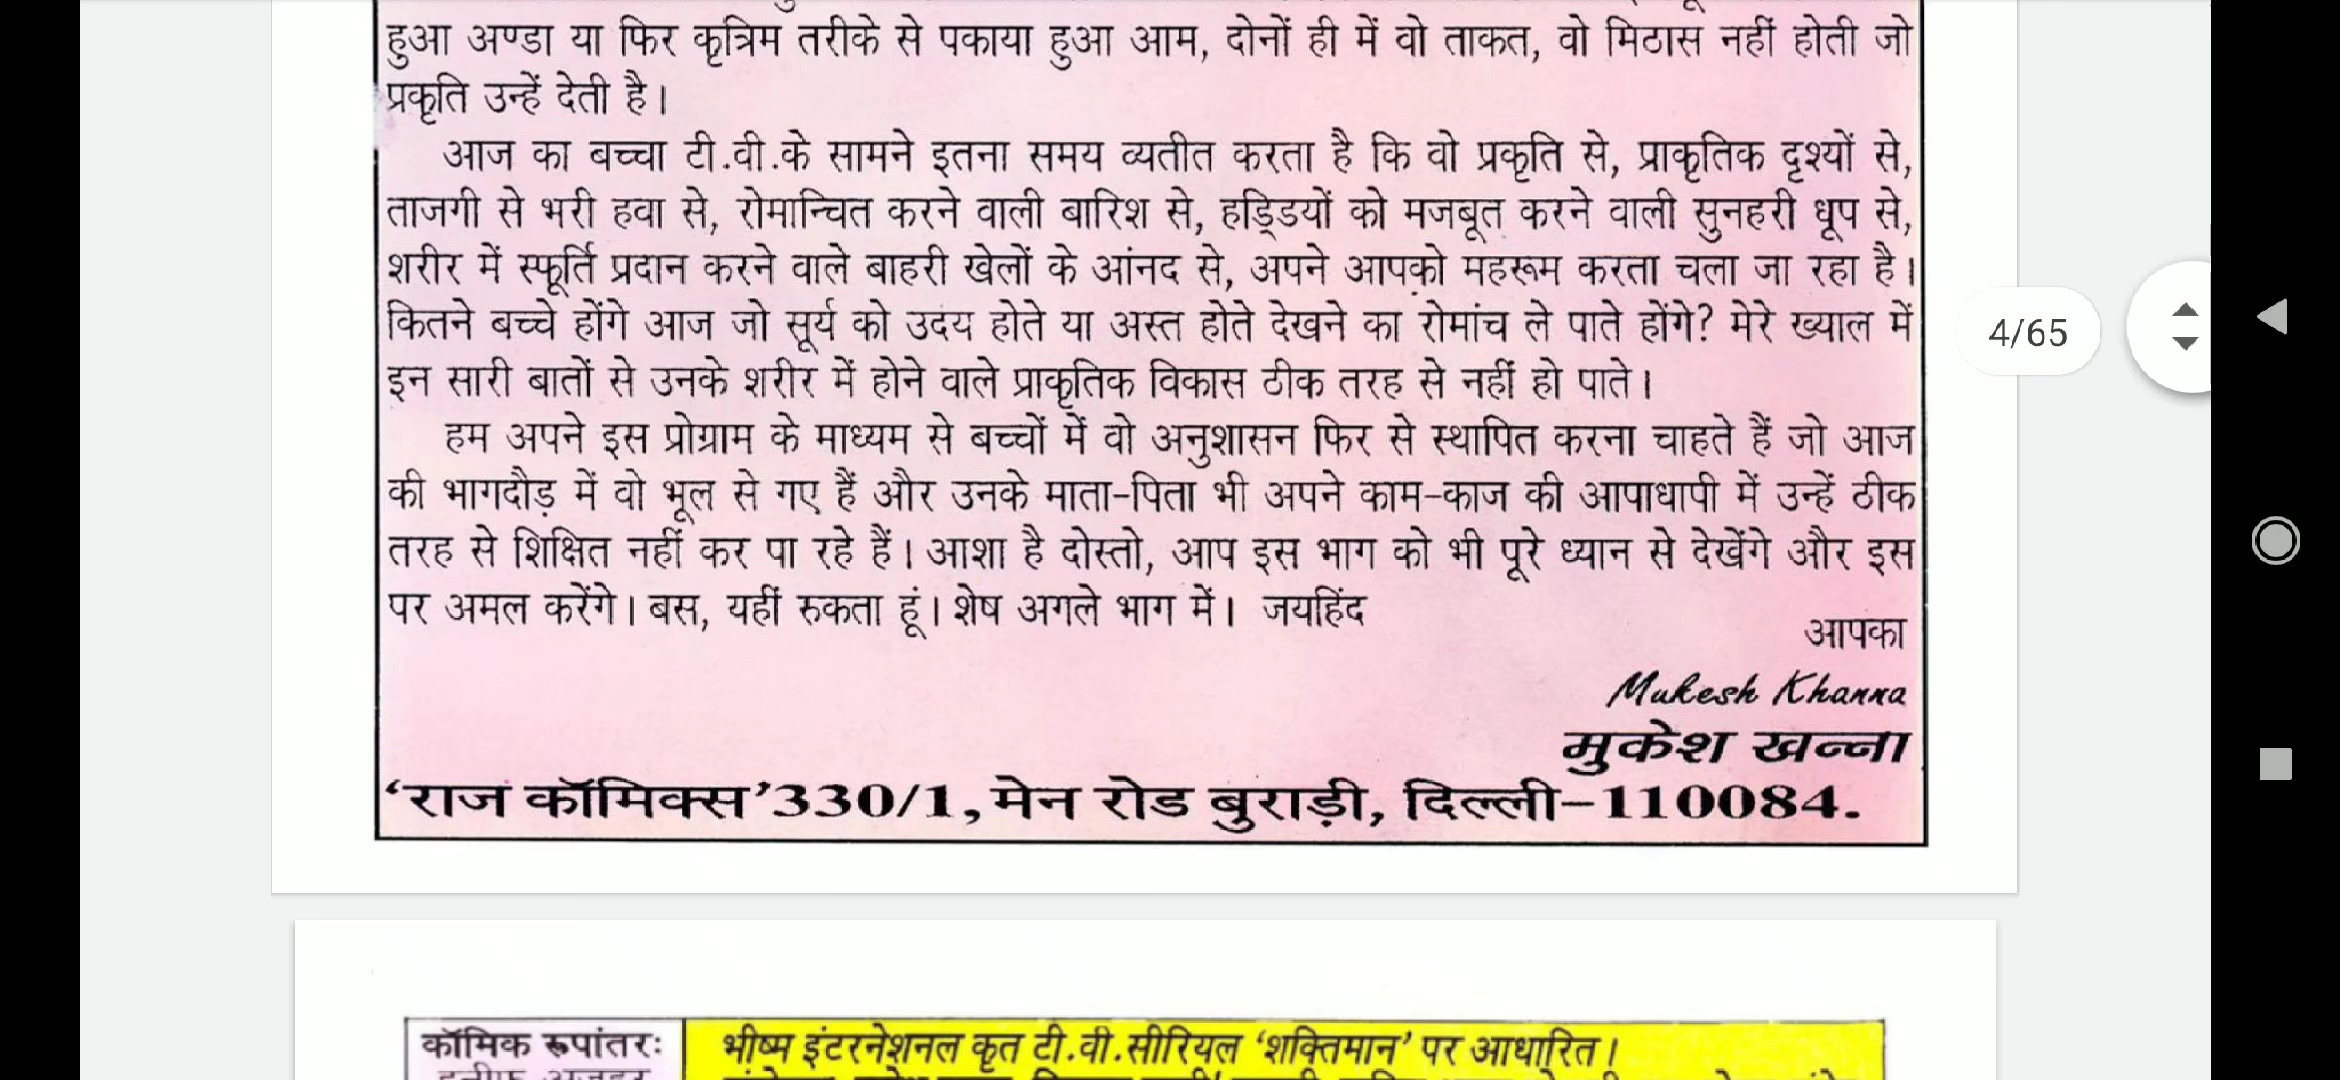 हुआ अण्डा या फिर कृत्रिम तरीके से पकाया हुआ आम, दोनों ही में वो ताकत, वो मिठास नहीं होती जो
प्रकृति उन्हें देती है।
आज का बच्चा टी.वी.के सामने इतना समय व्यतीत करता है कि वो प्रकृति से, प्राकृतिक दृश्यों से,
ताजगी से भरी हवा से, रोमान्चित करने वाली बारिश से, हड्डियों को मजबूत करने वाली सुनहरी धूप से,
शरीर में स्फूर्ति प्रदान करने वाले बाहरी खेलों के आंनद से, अपने आपको महरूम करता चला जा रहा है।
कितने बच्चे होंगे आज जो सूर्य को उदय होते या अस्त होते देखने का रोमांच ले पाते होंगे? मेरे ख्याल में
इन सारी बातों से उनके शरीर में होने वाले प्राकृतिक विकास ठीक तरह से नहीं हो पाते।
हम अपने इस प्रोग्राम के माध्यम से बच्चों में वो अनुशासन फिर से स्थापित करना चाहते हैं जो आज
की भागदौड़ में वो भूल से गए हैं और उनके माता-पिता भी अपने काम-काज की आपाधापी में उन्हें ठीक
तरह से शिक्षित नहीं कर पा रहे हैं। आशा है दोस्तो, आप इस भाग को भी पूरे ध्यान से देखेंगे और इस
पर अमल करेंगे। बस, यहीं रुकता हूं। शेष अगले भाग में। जयहिंद
आपका
Mukesh Khanna
मुकेश खन्ना
‘राज कॉमिक्स’330/1, मेन रोड बुराड़ी, दिल्ली-110084.
4/65
कॉमिक रूपांतरः
भीष्म इंटरनेशनल कृत टी.वी.सीरियल ‘शक्तिमान’ पर आधारित।